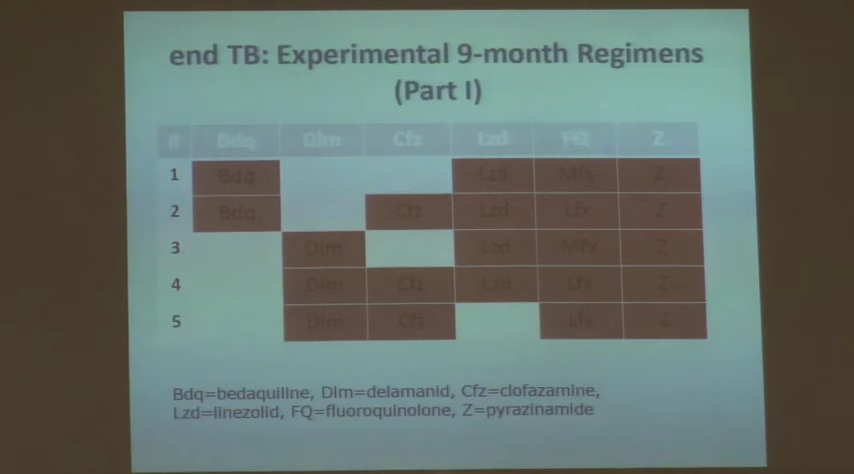 end TB: Experimental 9-month Regimens
(Part I)
# Bdq Dlm Cfz Lzd FQ Z
1 Bdq Lzd Mfx Z
2 Bdq Cfz Lzd Lfx Z
3 Dlm Lzd Mfx Z
4 Dlm Cfz Lzd Lfx Z
5 Dlm Cfz Lfx Z
Bdq=bedaquiline, Dlm=delamanid, Cfz=clofazamine,
Lzd=linezolid, FQ=fluoroquinolone, Z=pyrazinamide